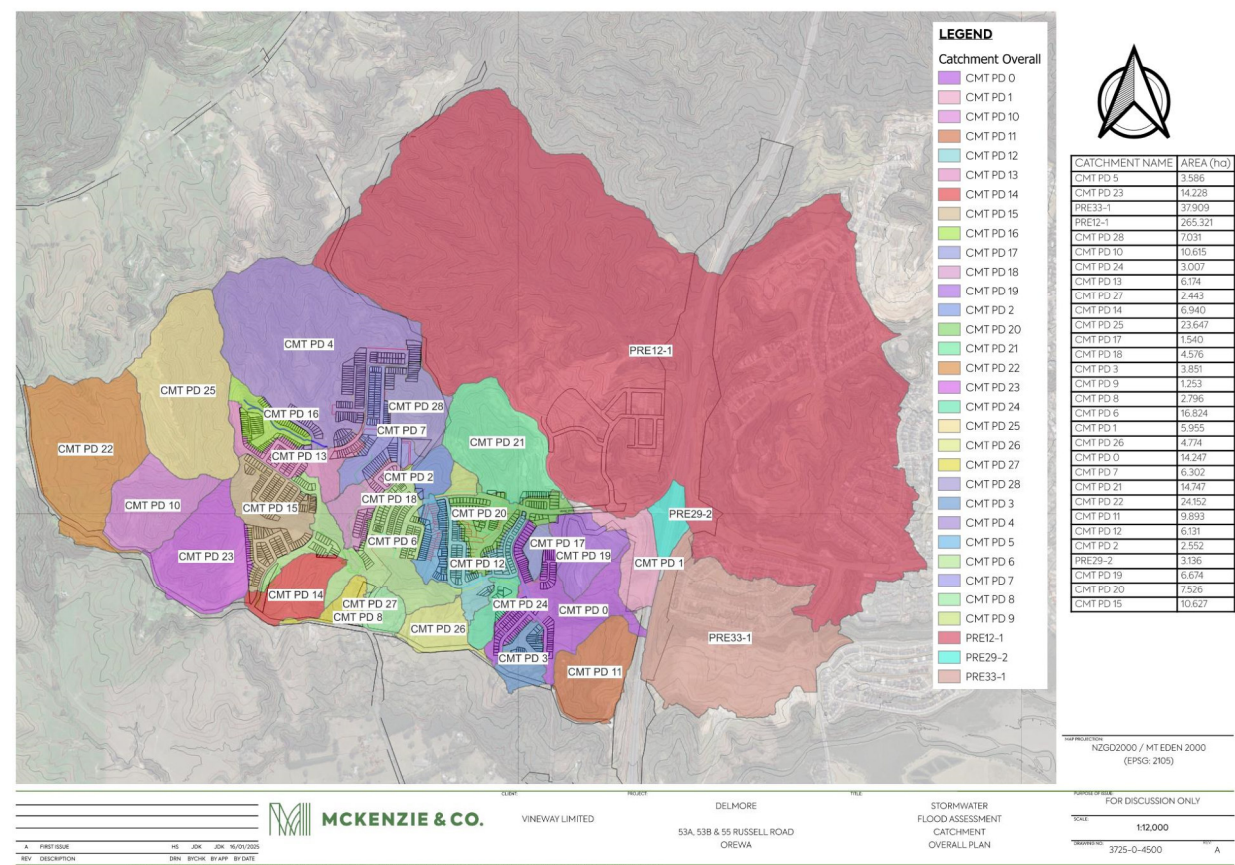 LEGEND
Catchment Overall
CMT PD 0
CMT PD 1
CMT PD 10
CMT PD 11
CMT PD 12
CMT PD 13
CMT PD 14
CMT PD 15
CMT PD 16
CMT PD 17
CMT PD 18
CMT PD 19
CMT PD 2
CMT PD 20
CMT PD 21
CMT PD 22
CMT PD 23
CMT PD 24
CMT PD 25
CMT PD 26
CMT PD 27
CMT PD 28
CMT PD 3
CMT PD 4
CMT PD 5
CMT PD 6
CMT PD 7
CMT PD 8
CMT PD 9
PRE12-1
PRE29-2
PRE33-1
CMT PD 4
PRE12-1
CMT PD 25
CMT PD 28
CMT PD 16
CMT PD 7
CMT PD 21
CMT PD 22
CMT PD 13
CMT PD 2
CMT PD 18
CMT PD 10
CMT PD 15
CMT PD 20
PRE29-2
CMT PD 6
CMT PD 17
CMT PD 23
CMT PD 19
CMT PD 12
CMT PD 1
CMT PD 14
CMT PD 27
CMT PD 24
CMT PD 0
CMT PD 8
CMT PD 26
PRE33-1
CMT PD 3
CMT PD 11
CATCHMENT NAME AREA (ha)
CMT PD 5 3.586
CMT PD 23 14.228
PRE33-1 37.909
PRE12-1 265.321
CMT PD 28 7.031
CMT PD 10 10.615
CMT PD 24 3.007
CMT PD 13 6.174
CMT PD 27 2.443
CMT PD 14 6.940
CMT PD 25 23.647
CMT PD 17 1.540
CMT PD 18 4.576
CMT PD 3 3.851
CMT PD 9 1.253
CMT PD 8 2.796
CMT PD 6 16.824
CMT PD 1 5.955
CMT PD 26 4.774
CMT PD 0 14.247
CMT PD 7 6.302
CMT PD 21 14.747
CMT PD 22 24.152
CMT PD 11 9.893
CMT PD 12 6.131
CMT PD 2 2.552
PRE29-2 3.136
CMT PD 19 6.674
CMT PD 20 7.526
CMT PD 15 10.627
MAP PROJECTION:
NZGD2000 / MT EDEN 2000
(EPSG: 2105)
A FIRST ISSUE HS JDK JDK 16/01/2025
REV DESCRIPTION DRN BYCHK BY APP BY DATE
MCKENZIE & CO.
CLIENT:
VINEWAY LIMITED
PROJECT:
DELMORE
53A, 53B & 55 RUSSELL ROAD
OREWA
TITLE:
STORMWATER
FLOOD ASSESSMENT
CATCHMENT
OVERALL PLAN
PURPOSE OF ISSUE:
FOR DISCUSSION ONLY
SCALE:
1:12,000
DRAWING NO.
3725-0-4500
REV:
A